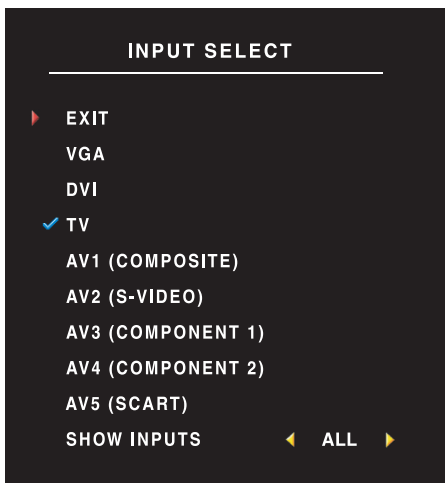 INPUT SELECT
EXIT
VGA
DVI
TV
AV1 (COMPOSITE)
AV2 (S-VIDEO)
AV3 (COMPONENT 1)
AV4 (COMPONENT 2)
AV5 (SCART)
SHOW INPUTS ALL